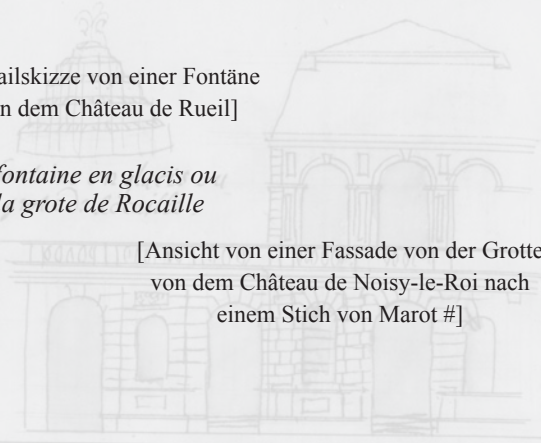 ailskizze von einer Fontäne
n dem Château de Rueil]
fontaine en glacis ou
la grote de Rocaille
[Ansicht von einer Fassade von der Grotte
von dem Château de Noisy-le-Roi nach
einem Stich von Marot #]